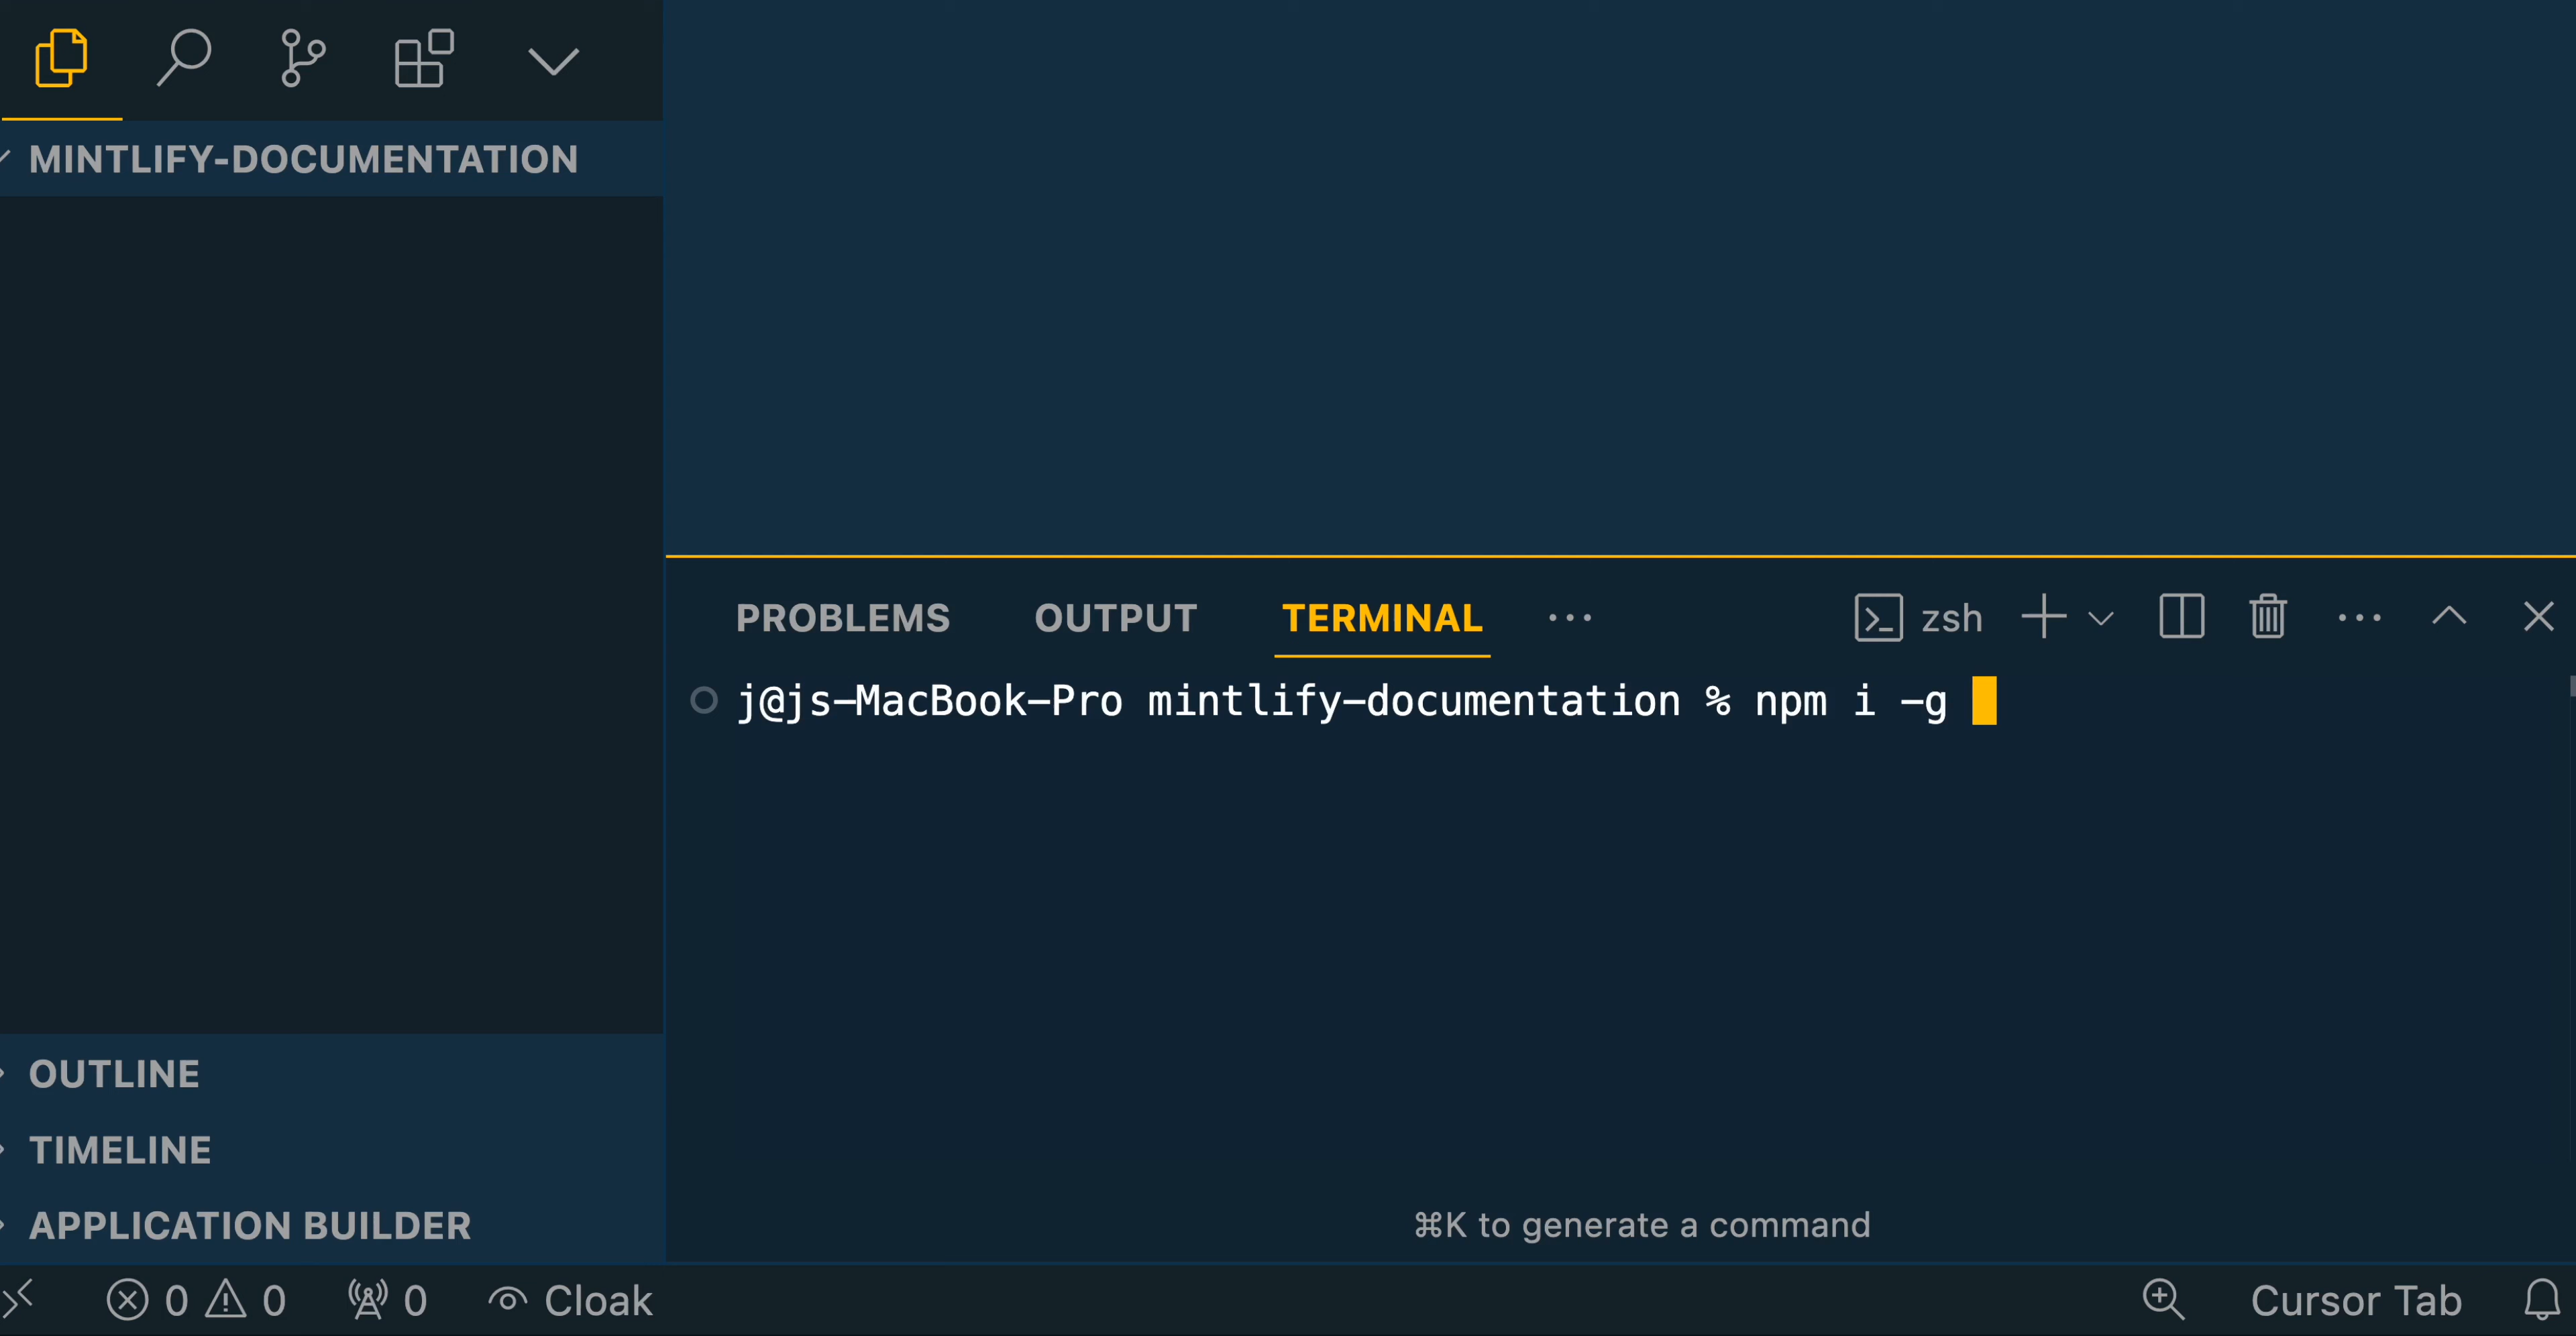 MINTLIFY-DOCUMENTATION
PROBLEMS OUTPUT TERMINAL ··· zsh
j@js-MacBook-Pro mintlify-documentation % npm i -g
OUTLINE
TIMELINE
APPLICATION BUILDER
⌘K to generate a command
0 0 0 Cloak Cursor Tab